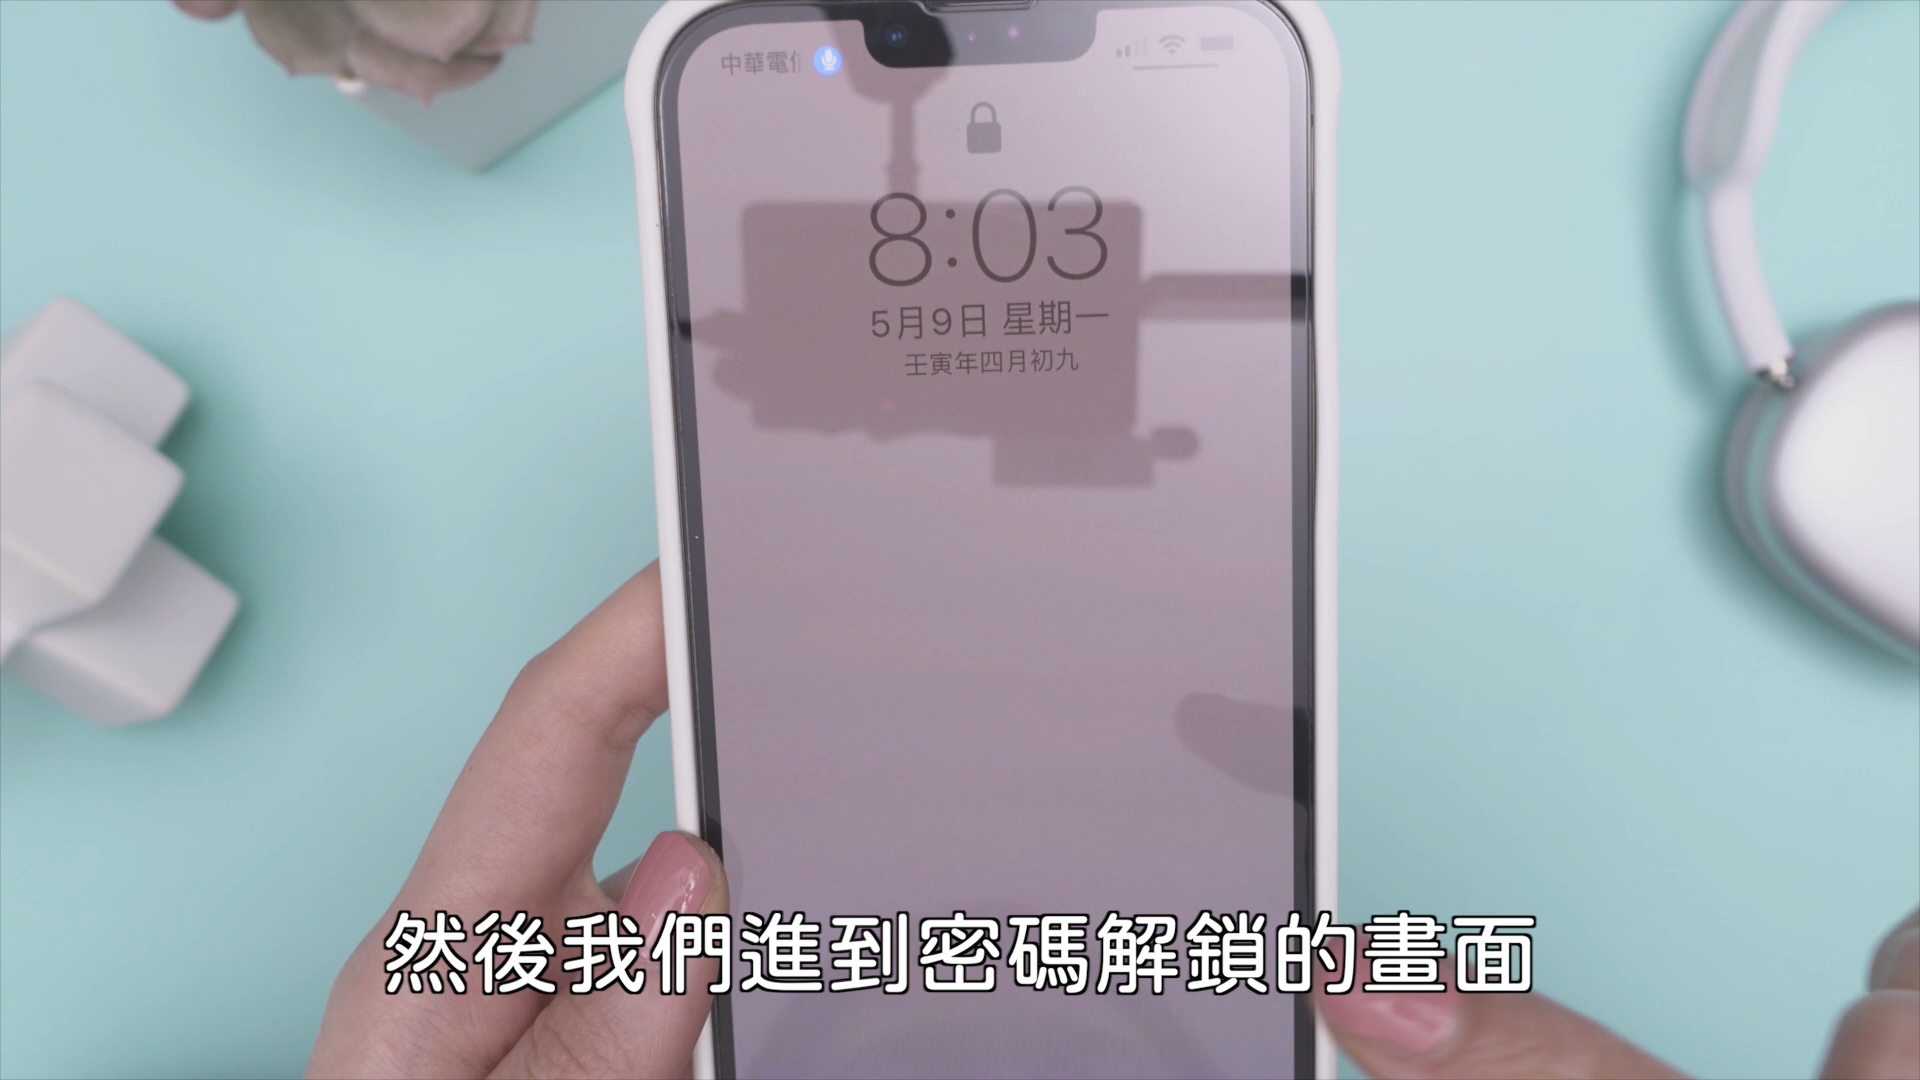 中華電信
8:03
5月9日 星期一
壬寅年四月初九
然後我們進到密碼解鎖的畫面